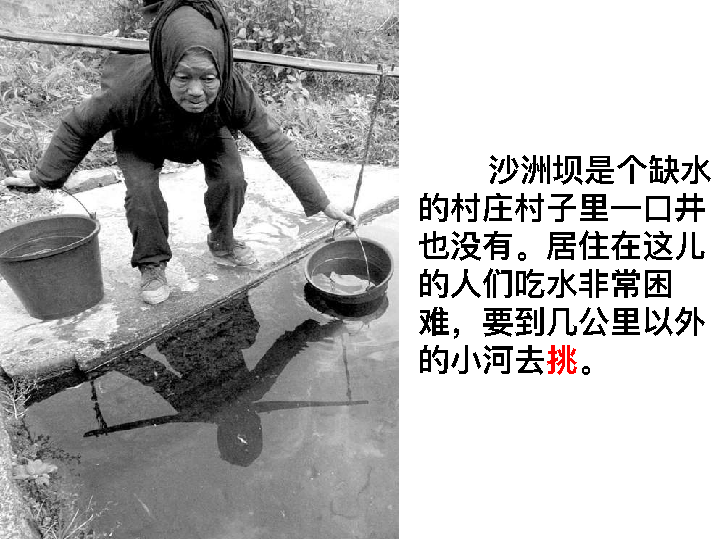 沙洲坝是个缺水
的村庄村子里一口井
也没有。居住在这儿
的人们吃水非常困
难，要到几公里以外
的小河去挑。